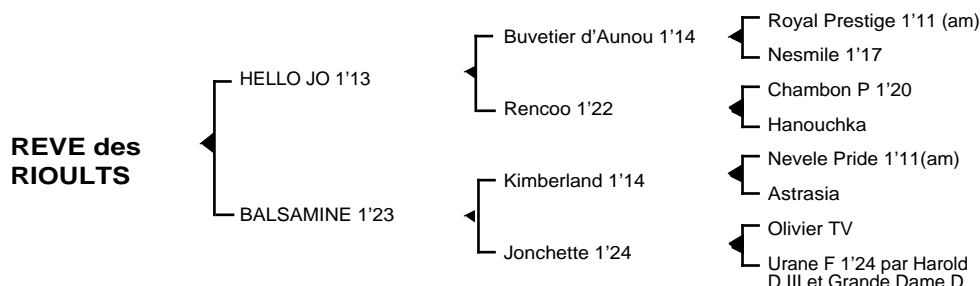 Royal Prestige 1’11 (am)
Buvetier d’Aunou 1’14
Nesmile 1’17
HELLO JO 1’13
Chambon P 1’20
Rencoo 1’22
Hanouchka
REVE des
RIOULTS
Nevele Pride 1’11(am)
Kimberland 1’14
Astrasia
BALSAMINE 1’23
Olivier TV
Jonchette 1’24
Urane F 1’24 par Harold
D III et Grande Dame D